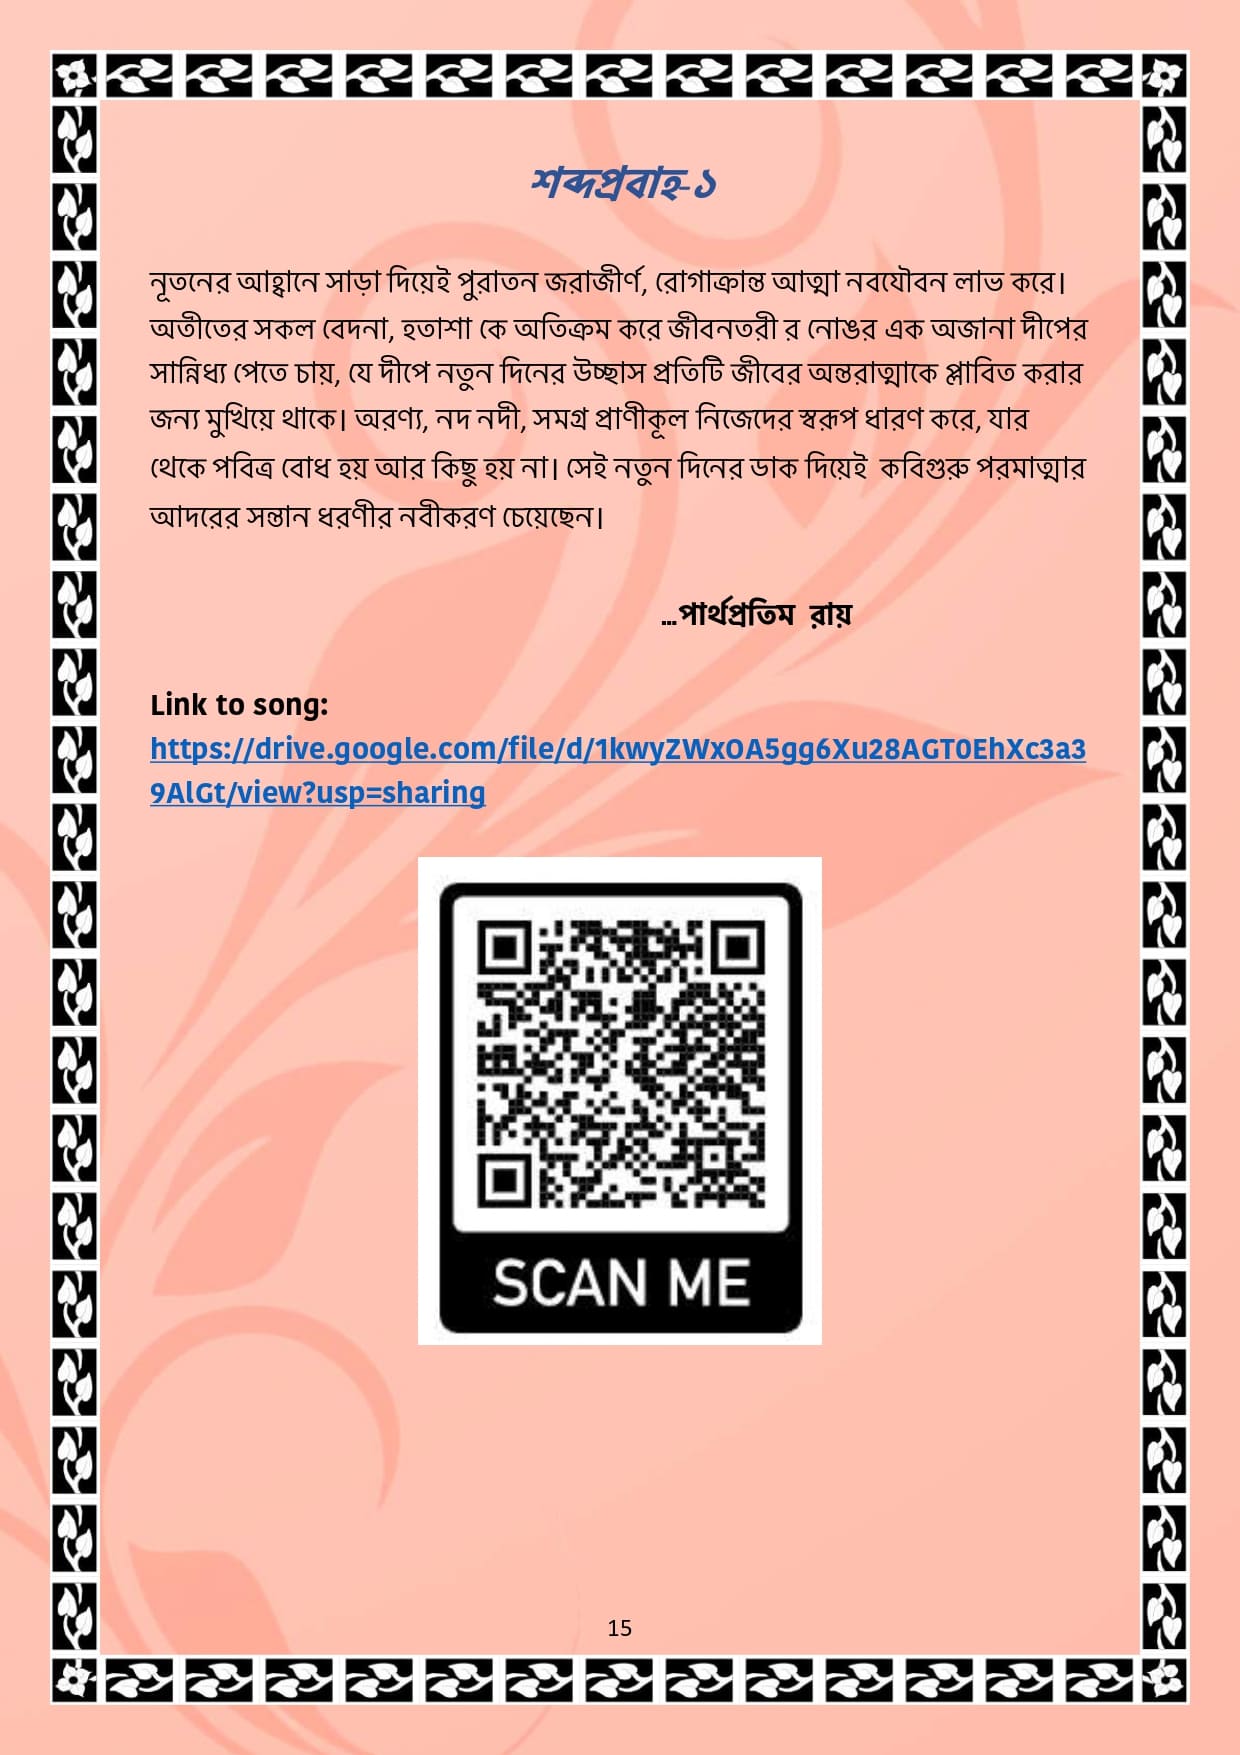 শব্দপ্রবাহ-১
নূতনের আহ্বানে সাড়া দিয়েই পুরাতন জরাজীর্ণ, রোগাক্রান্ত আত্মা নবযৌবন লাভ করে।
অতীতের সকল বেদনা, হতাশা কে অতিক্রম করে জীবনতরী র নোঙর এক অজানা দীপের
সান্নিধ্য পেতে চায়, যে দীপে নতুন দিনের উচ্ছাস প্রতিটি জীবের অন্তরাত্মাকে প্লাবিত করার
জন্য মুখিয়ে থাকে। অরণ্য, নদ নদী, সমগ্র প্রাণীকূল নিজেদের স্বরূপ ধারণ করে, যার
থেকে পবিত্র বোধ হয় আর কিছু হয় না। সেই নতুন দিনের ডাক দিয়েই কবিগুরু পরমাত্মার
আদরের সন্তান ধরণীর নবীকরণ চেয়েছেন।
...পার্থপ্রতিম রায়
Link to song:
https://drive.google.com/file/d/1kwyZWxOA5gg6Xu28AGT0EhXc3a3
9AlGt/view?usp=sharing
SCAN ME
15